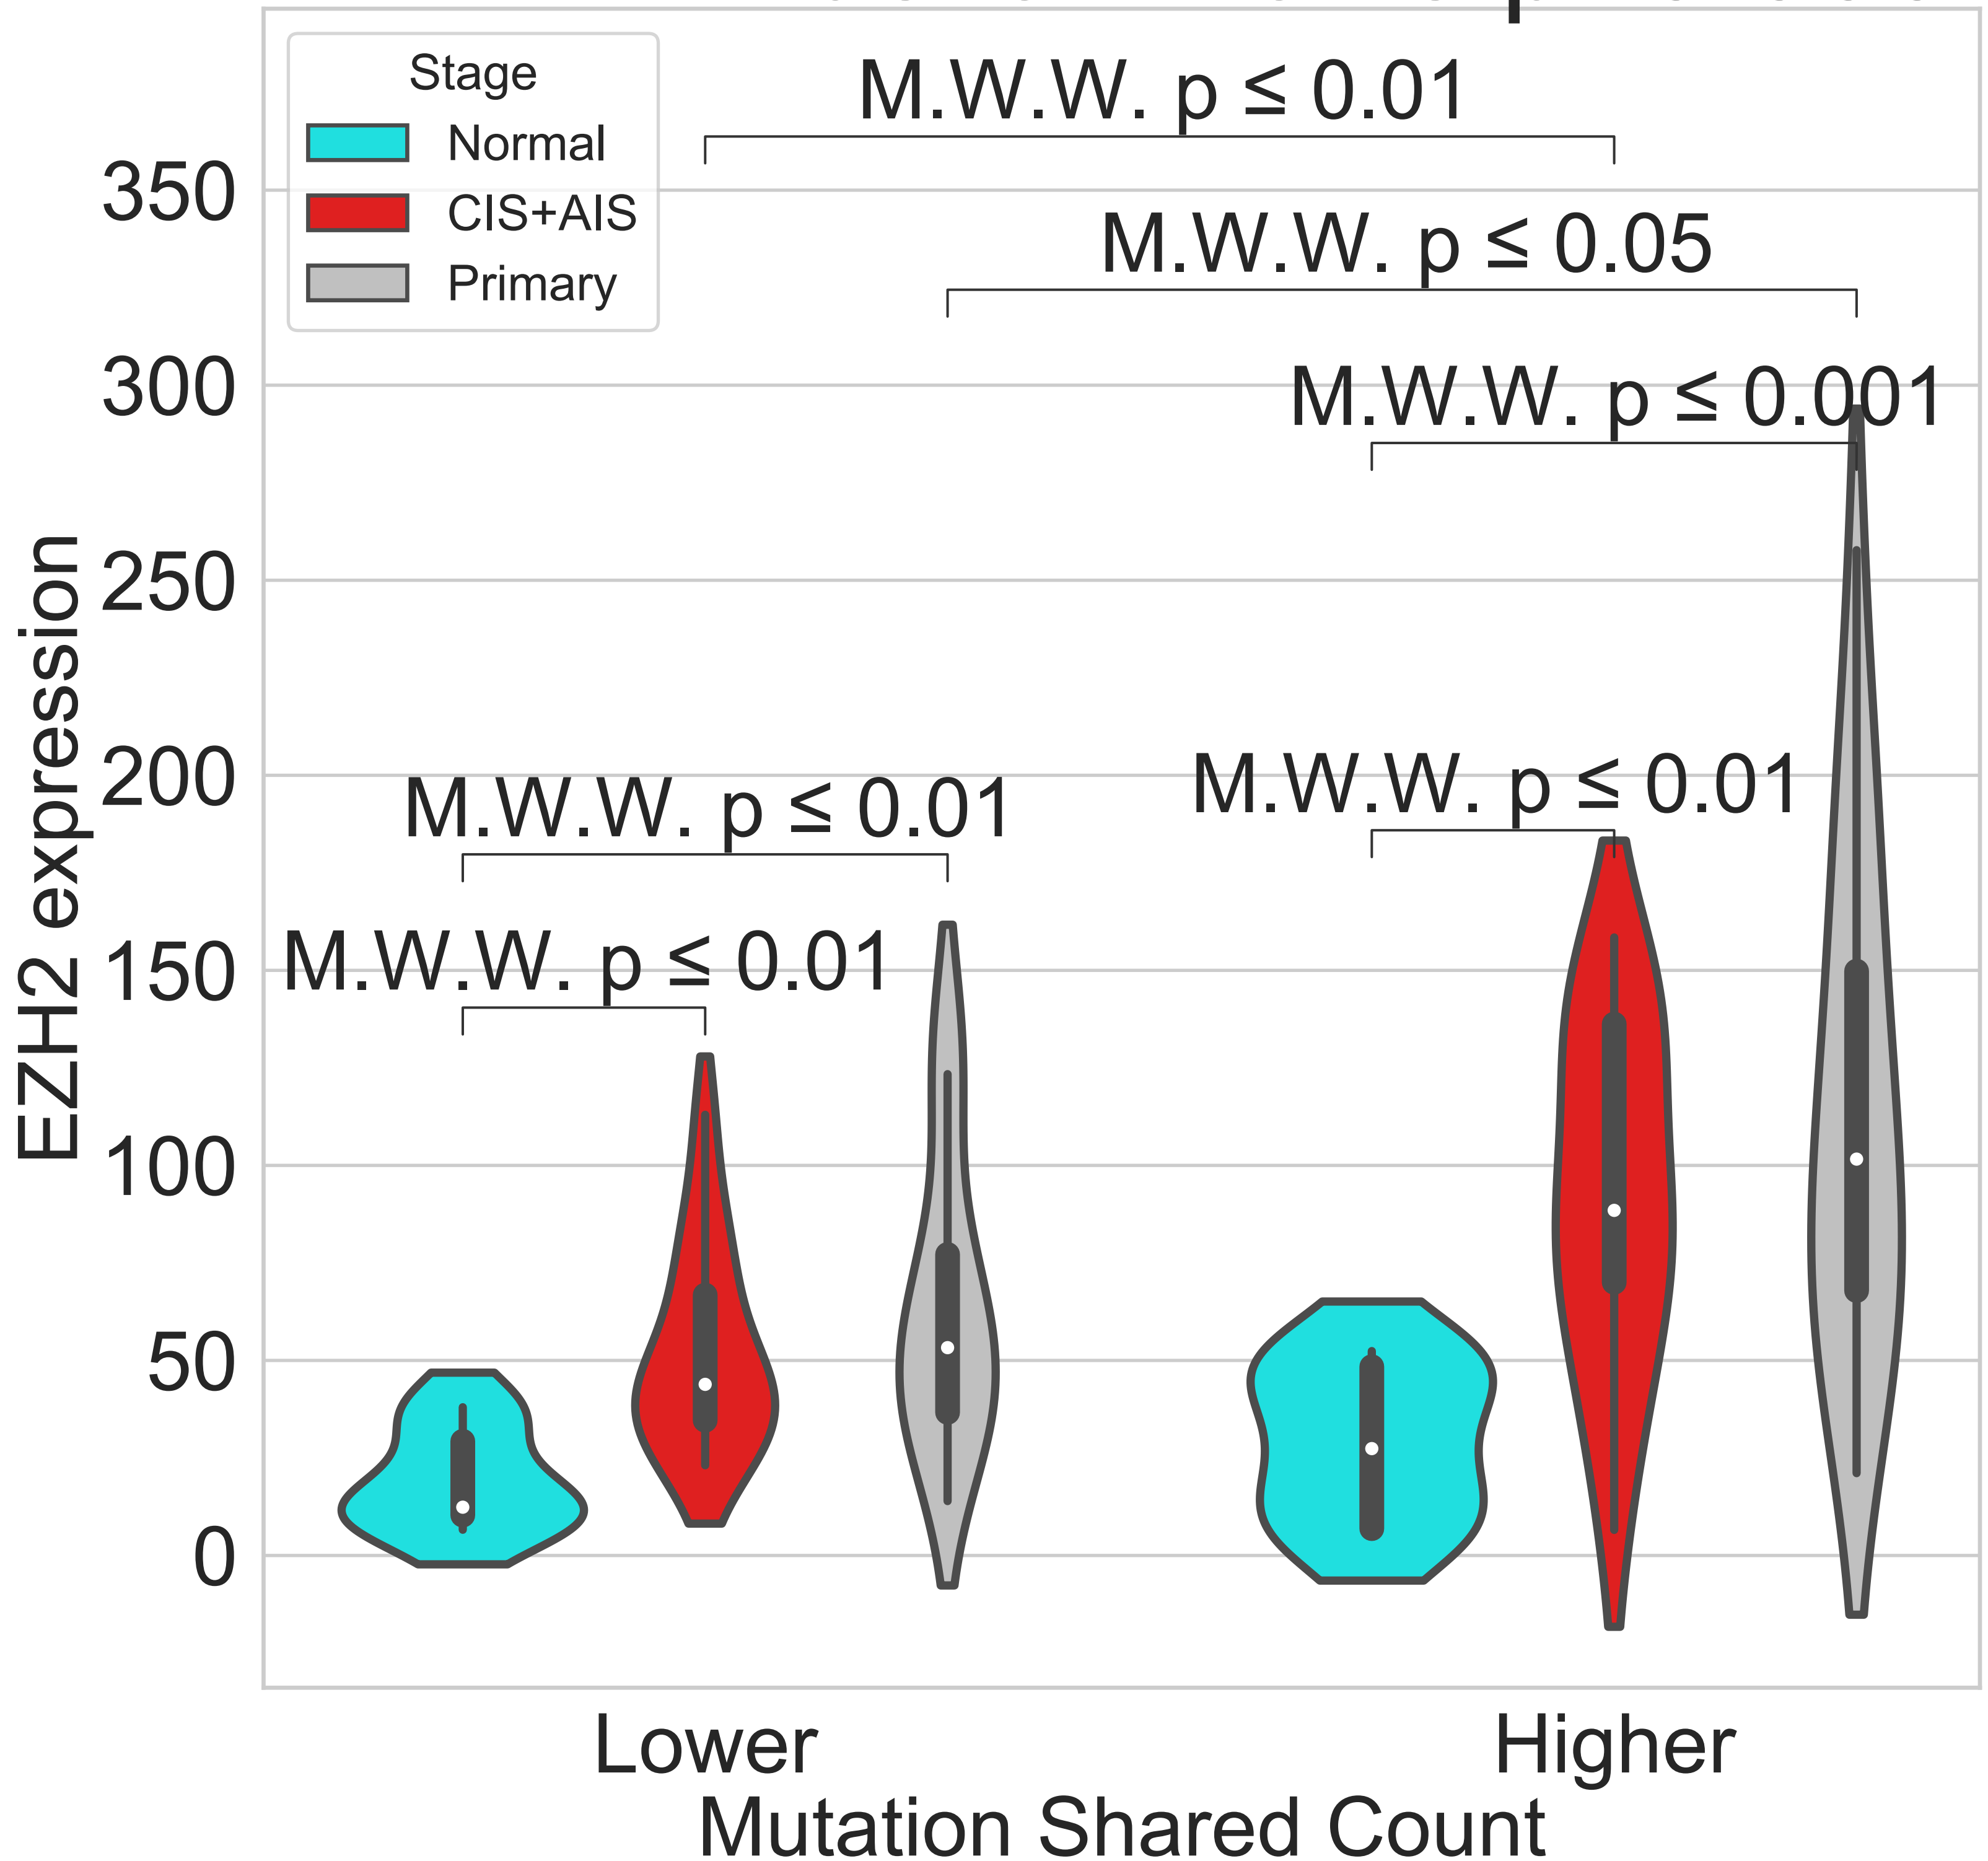 Stage
Normal
CIS+AIS
Primary
M.W.W. p ≤ 0.01
M.W.W. p ≤ 0.05
M.W.W. p ≤ 0.001
M.W.W. p ≤ 0.01
M.W.W. p ≤ 0.01
M.W.W. p ≤ 0.01
350
300
250
200
150
100
50
0
EZH2 expression
Lower
Higher
Mutation Shared Count